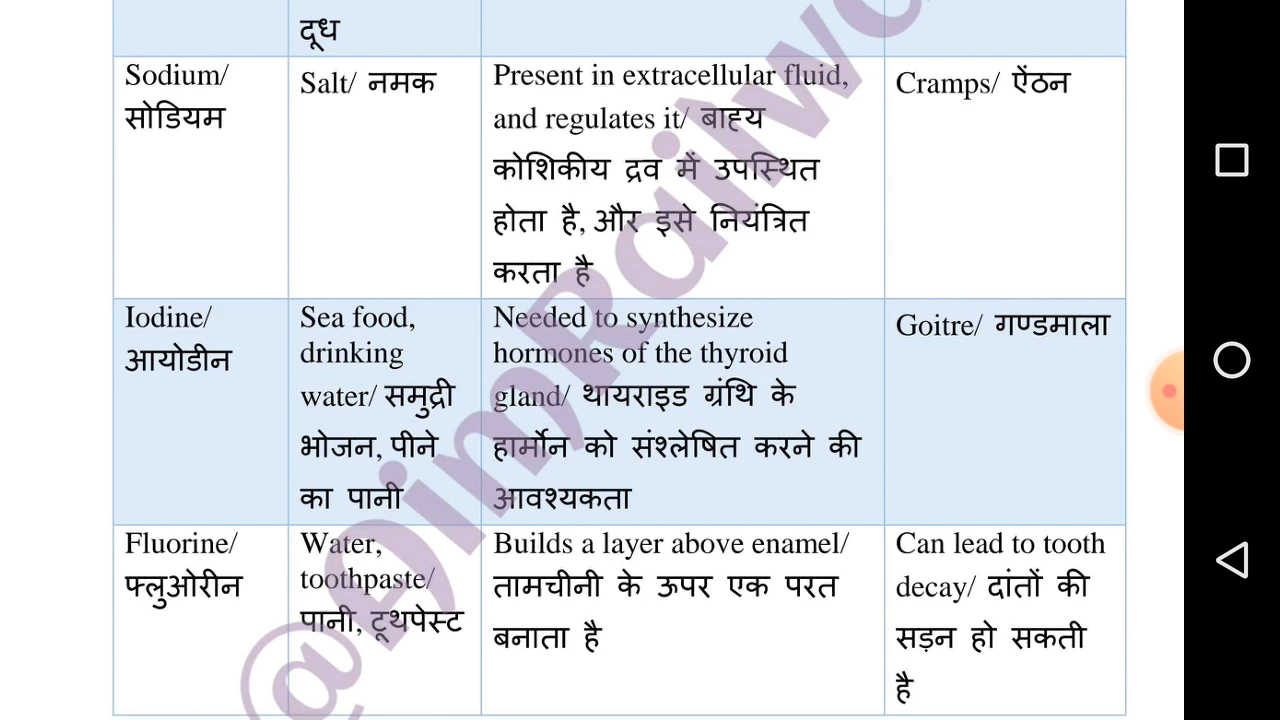 दूध
Sodium/
सोडियम
Salt/ नमक
Present in extracellular fluid,
and regulates it/ बाह्य
कोशिकीय द्रव में उपस्थित
होता है, और इसे नियंत्रित
करता है
Cramps/ ऐंठन
Iodine/
आयोडीन
Sea food,
drinking
water/ समुद्री
भोजन, पीने
का पानी
Needed to synthesize
hormones of the thyroid
gland/ थायराइड ग्रंथि के
हार्मोन को संश्लेषित करने की
आवश्यकता
Goitre/ गण्डमाला
Fluorine/
फ्लुओरीन
Water,
toothpaste/
पानी, टूथपेस्ट
Builds a layer above enamel/
तामचीनी के ऊपर एक परत
बनाता है
Can lead to tooth
decay/ दांतों की
सड़न हो सकती
है